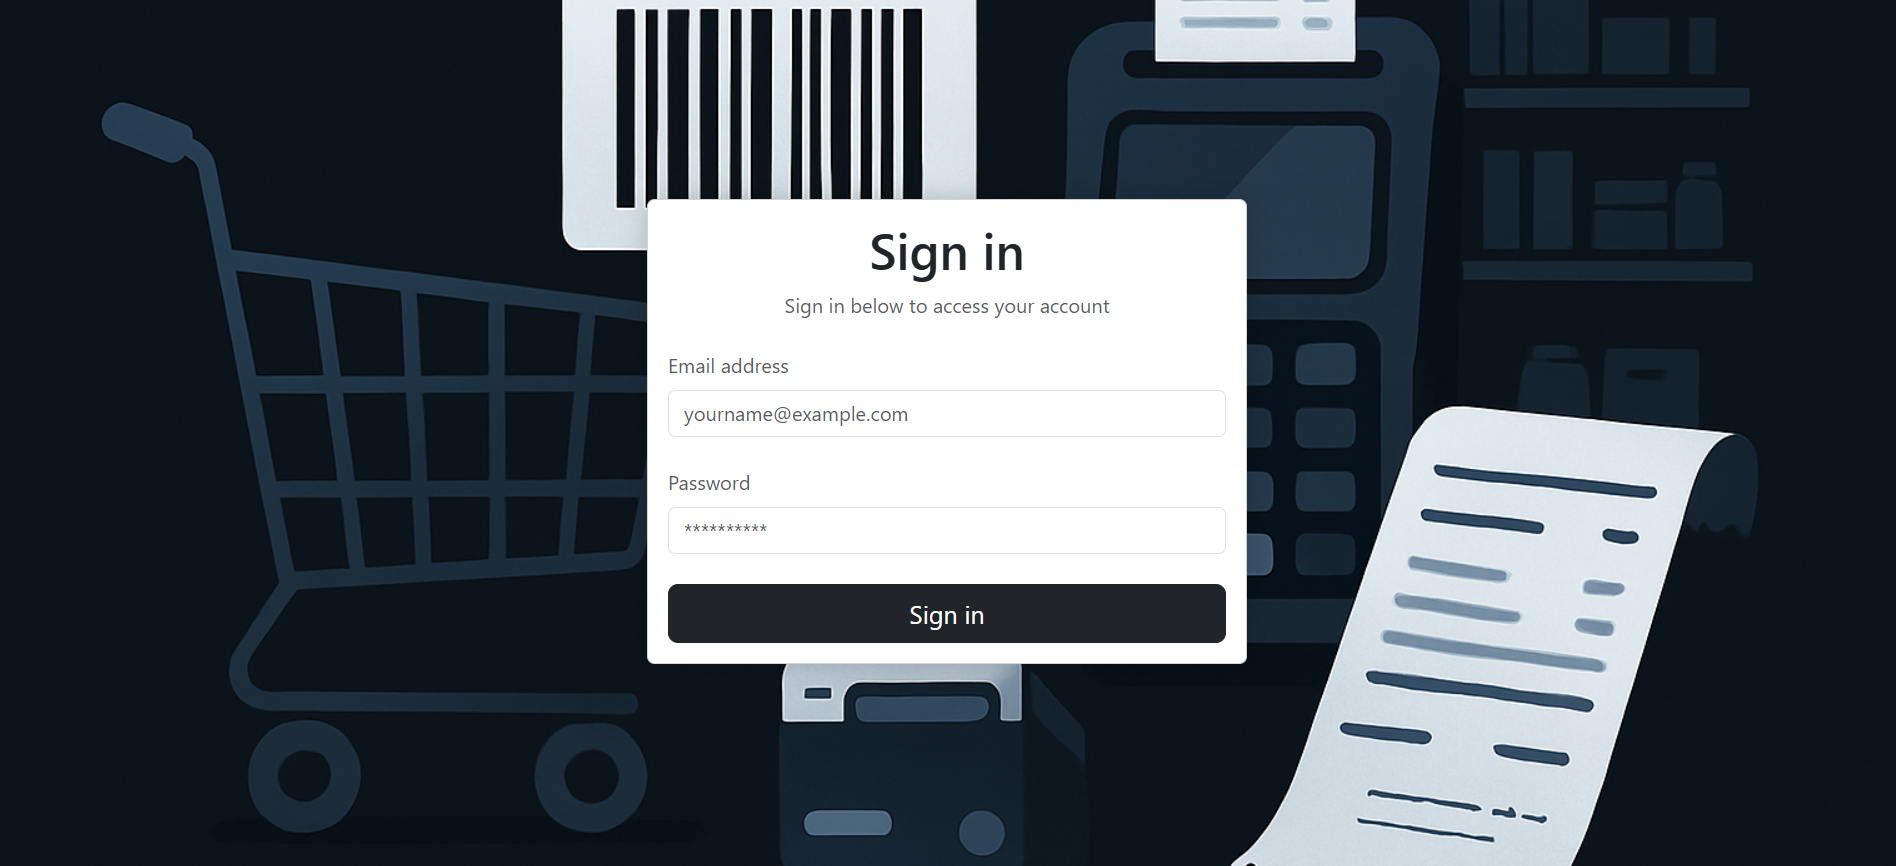 Sign in
Sign in below to access your account
Email address
yourname@example.com
Password
**********
Sign in